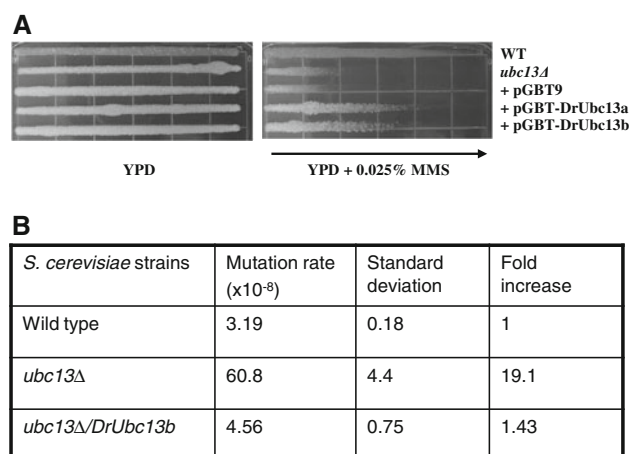 A
WT
ubc13Δ
+ pGBT9
+ pGBT-DrUbc13a
+ pGBT-DrUbc13b
YPD
YPD + 0.025% MMS
B
S. cerevisiae strains Mutation rate (x10⁻⁸) Standard deviation Fold increase
Wild type 3.19 0.18 1
ubc13Δ 60.8 4.4 19.1
ubc13Δ/DrUbc13b 4.56 0.75 1.43